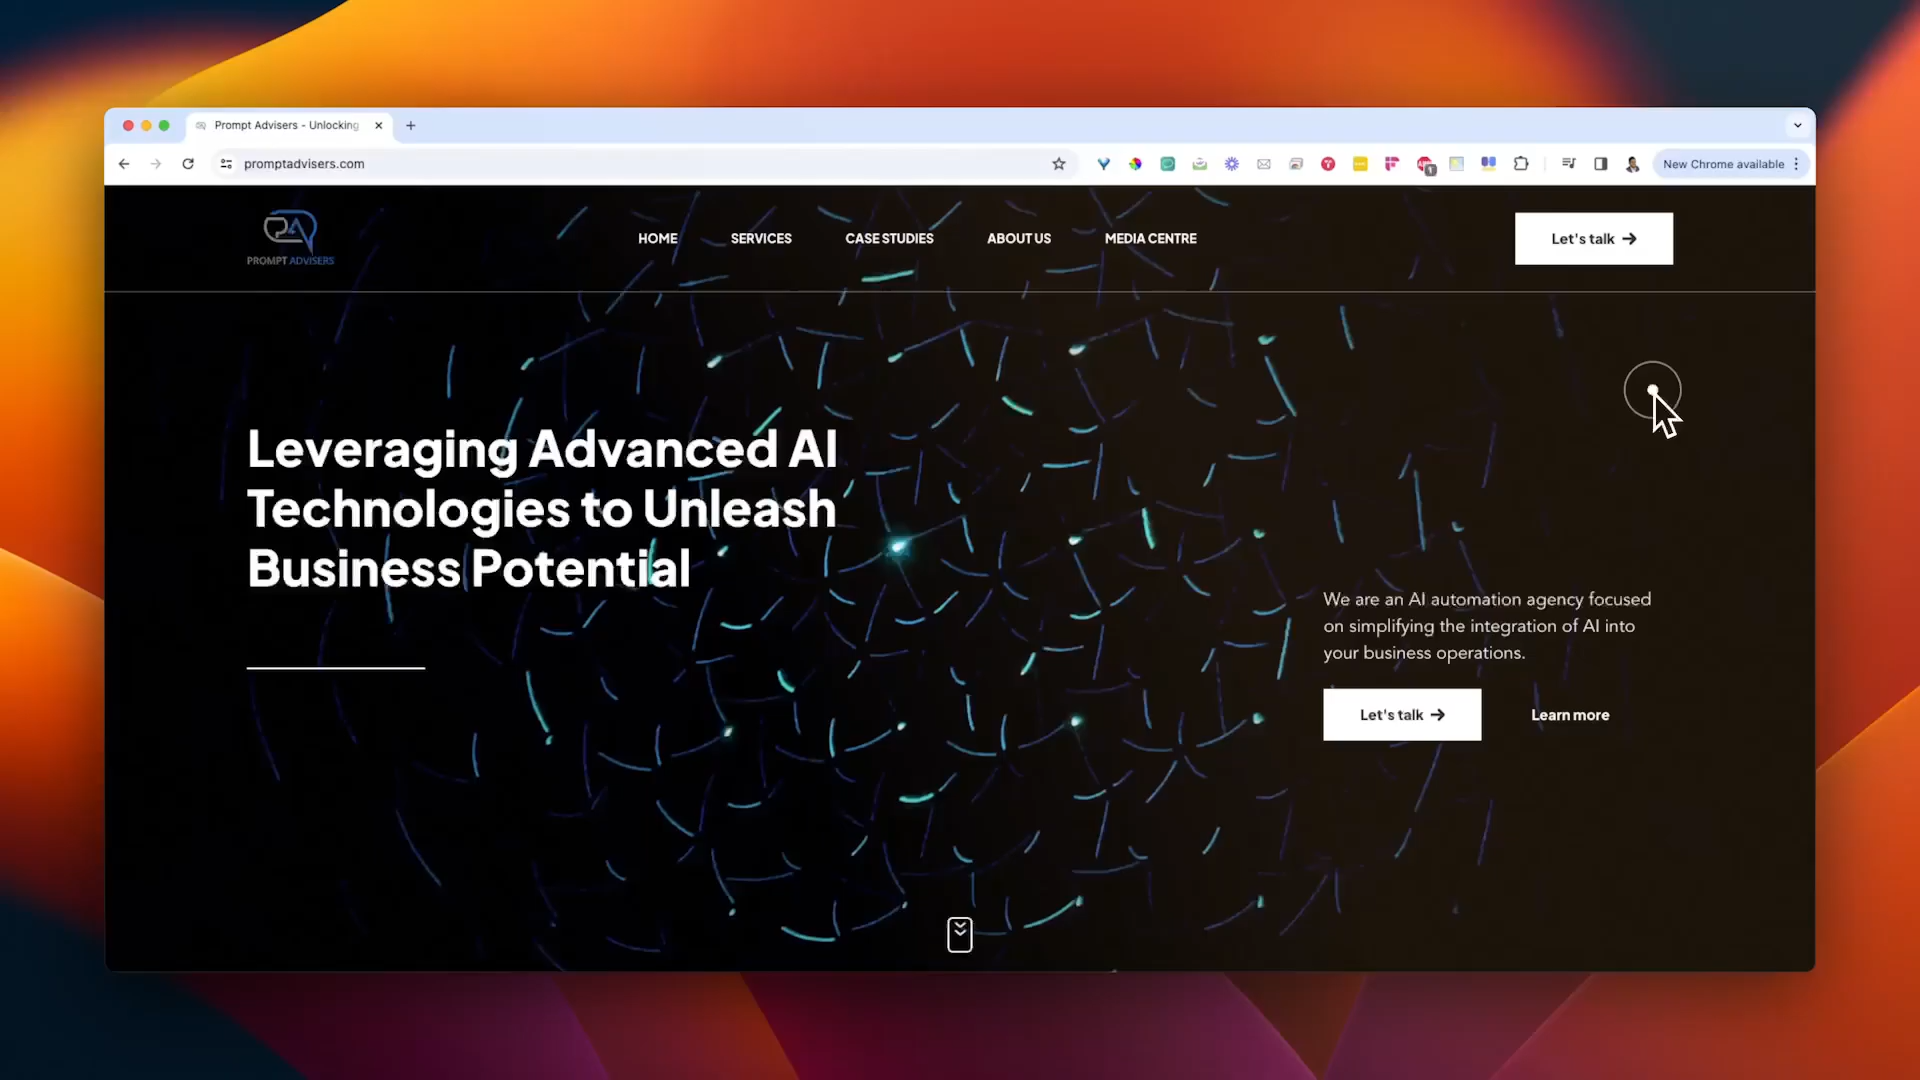 Prompt Advisers - Unlocking
promptadvisers.com
New Chrome available
PROMPT ADVISERS
HOME
SERVICES
CASE STUDIES
ABOUT US
MEDIA CENTRE
Let's talk →
Leveraging Advanced AI
Technologies to Unleash
Business Potential
We are an AI automation agency focused
on simplifying the integration of AI into
your business operations.
Let's talk →
Learn more